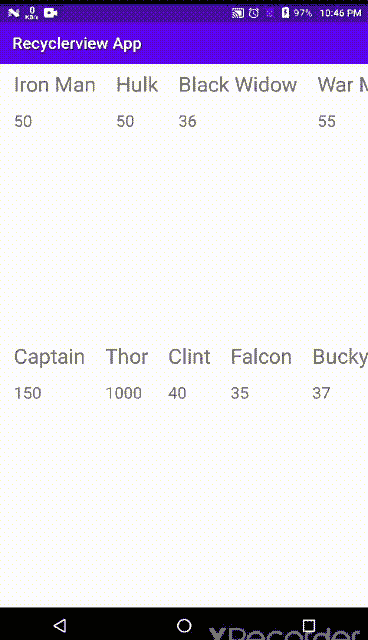 0
KB/s
97% 10:46 PM
Recyclerview App
Iron Man Hulk Black Widow War M
50 50 36 55
Captain Thor Clint Falcon Bucky
150 1000 40 35 37
XRecorder